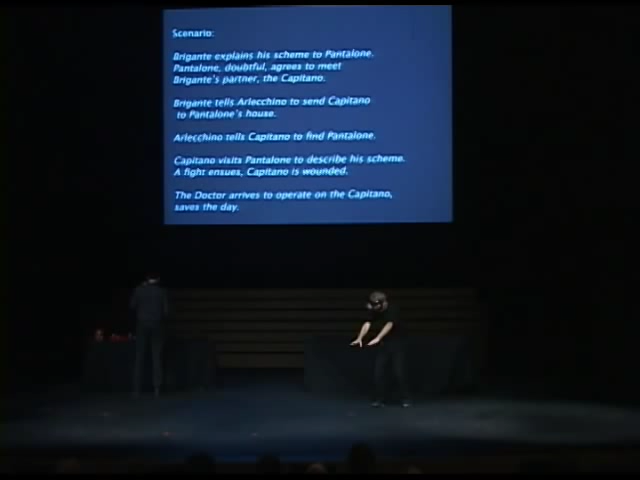 Scenario:
Brigante explains his scheme to Pantalone.
Pantalone, doubtful, agrees to meet
Brigante's partner, the Capitano.
Brigante tells Arlecchino to send Capitano
to Pantalone's house.
Arlecchino tells Capitano to find Pantalone.
Capitano visits Pantalone to describe his scheme.
A fight ensues, Capitano is wounded.
The Doctor arrives to operate on the Capitano,
saves the day.